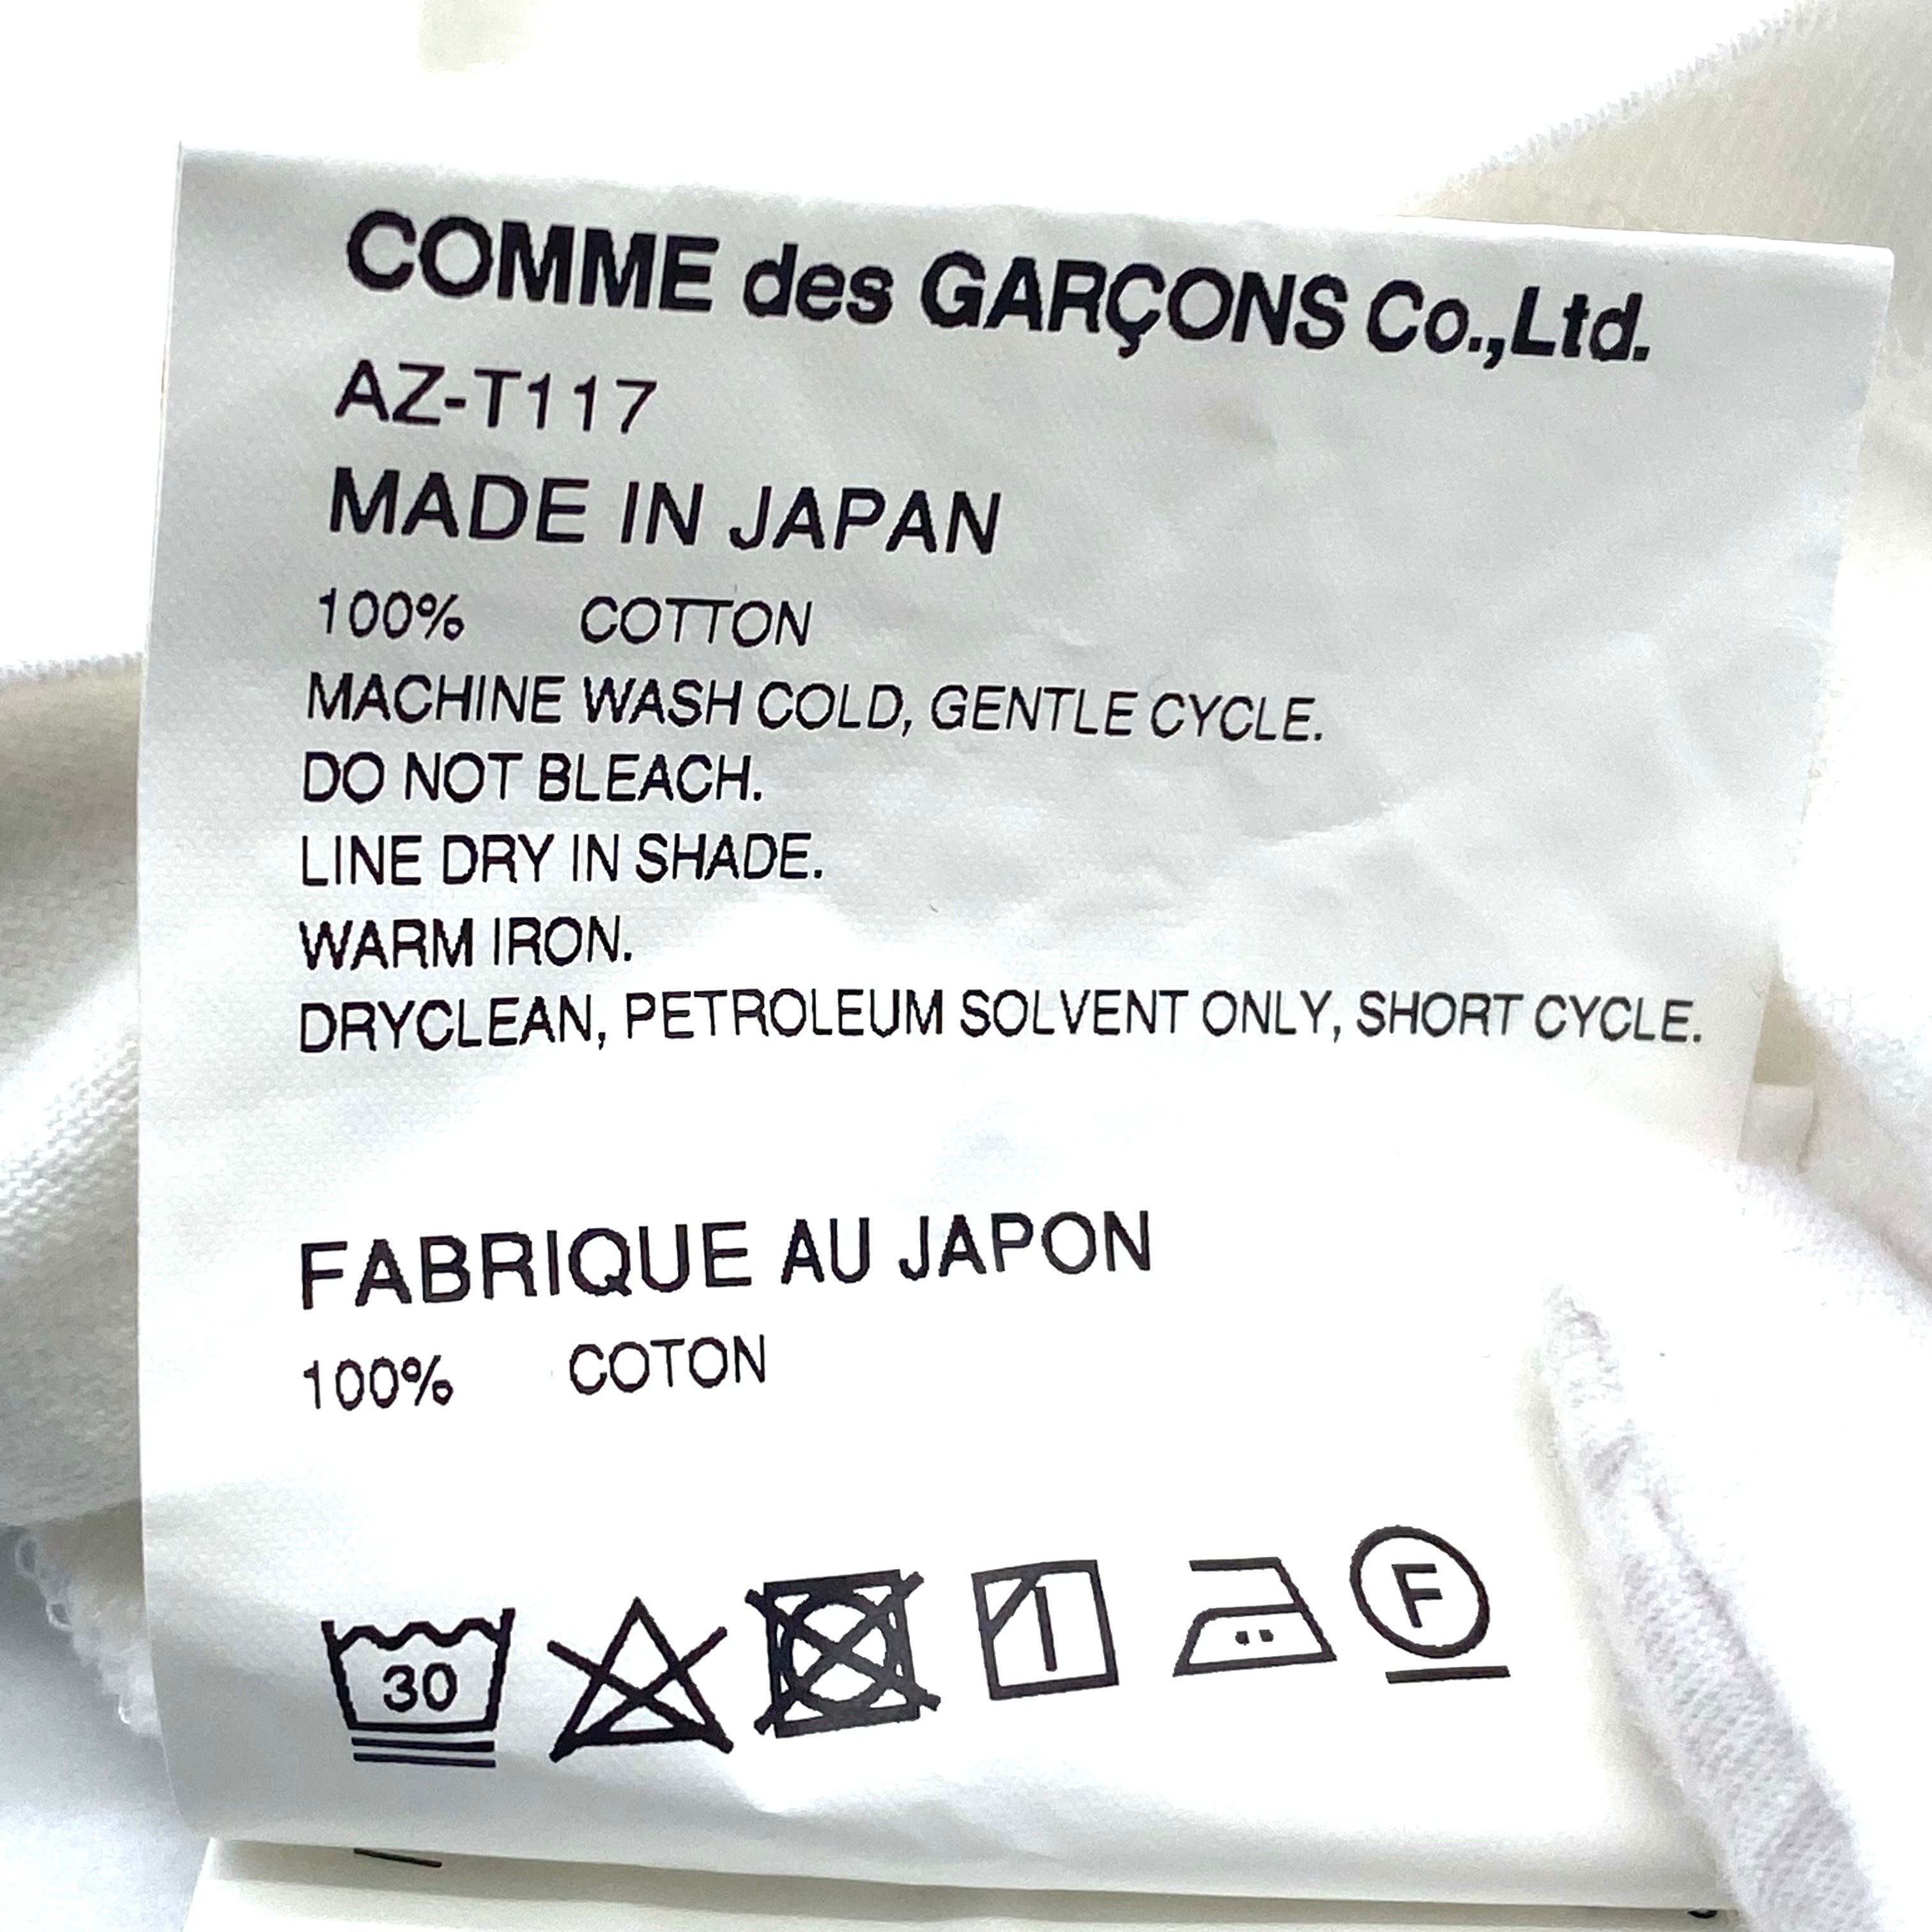 COMME des GARÇONS Co.,Ltd.
AZ-T117
MADE IN JAPAN
100% COTTON
MACHINE WASH COLD, GENTLE CYCLE.
DO NOT BLEACH.
LINE DRY IN SHADE.
WARM IRON.
DRYCLEAN, PETROLEUM SOLVENT ONLY, SHORT CYCLE.
FABRIQUE AU JAPON
100% COTON
30 F